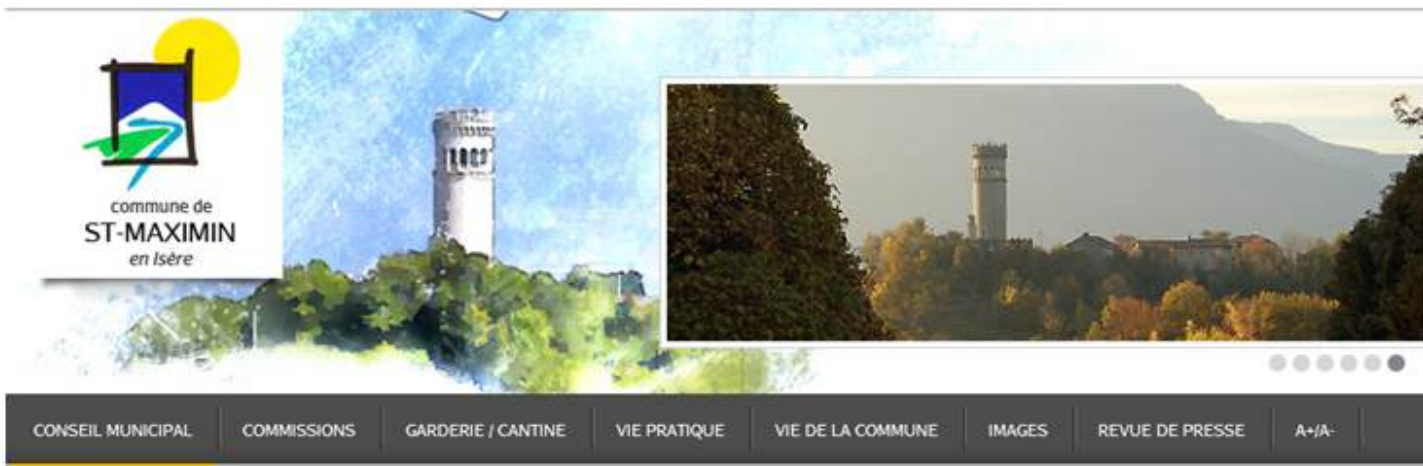 commune de
ST-MAXIMIN
en Isère
CONSEIL MUNICIPAL COMMISSIONS GARDERIE / CANTINE VIE PRATIQUE VIE DE LA COMMUNE IMAGES REVUE DE PRESSE A+/A-